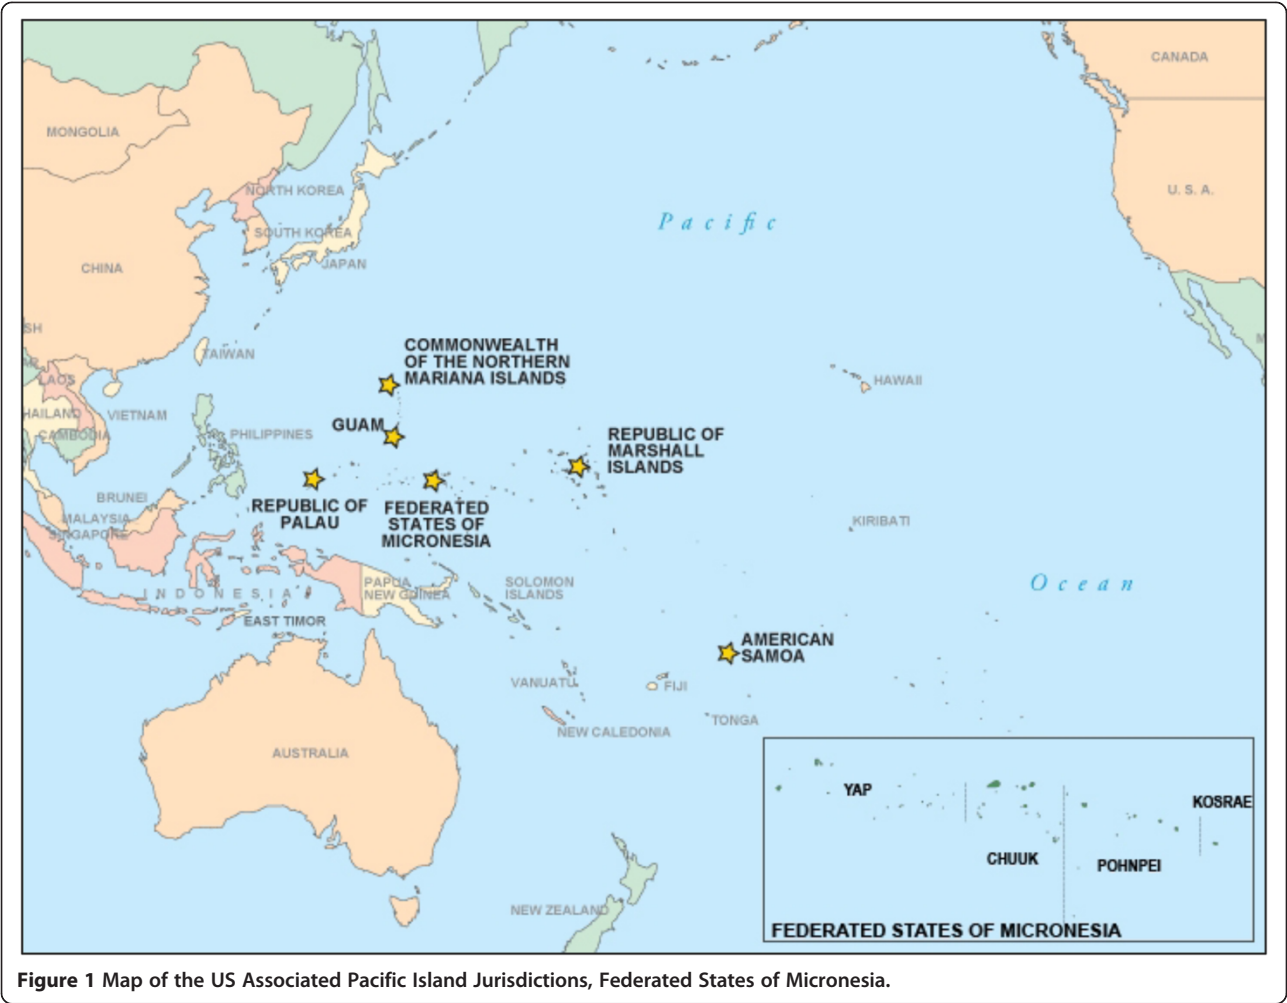 CANADA
MONGOLIA
NORTH KOREA
U. S. A.
Pacific
SOUTH KOREA
JAPAN
CHINA
SH
COMMONWEALTH
OF THE NORTHERN
MARIANA ISLANDS
TAIWAN
LAOS
HAWAII
HAILAND
VIETNAM
GUAM
CAMBODIA
PHILIPPINES
REPUBLIC OF
MARSHALL
ISLANDS
BRUNEI
REPUBLIC OF
PALAU
FEDERATED
STATES OF
MICRONESIA
MALAYSIA
SINGAPORE
KIRIBATI
INDONESIA
PAPUA
NEW GUINEA
SOLOMON
ISLANDS
Ocean
EAST TIMOR
AMERICAN
SAMOA
VANUATU
FIJI
TONGA
NEW CALEDONIA
AUSTRALIA
YAP
KOSRAE
CHUUK
POHNPEI
NEW ZEALAND
FEDERATED STATES OF MICRONESIA
Figure 1 Map of the US Associated Pacific Island Jurisdictions, Federated States of Micronesia.